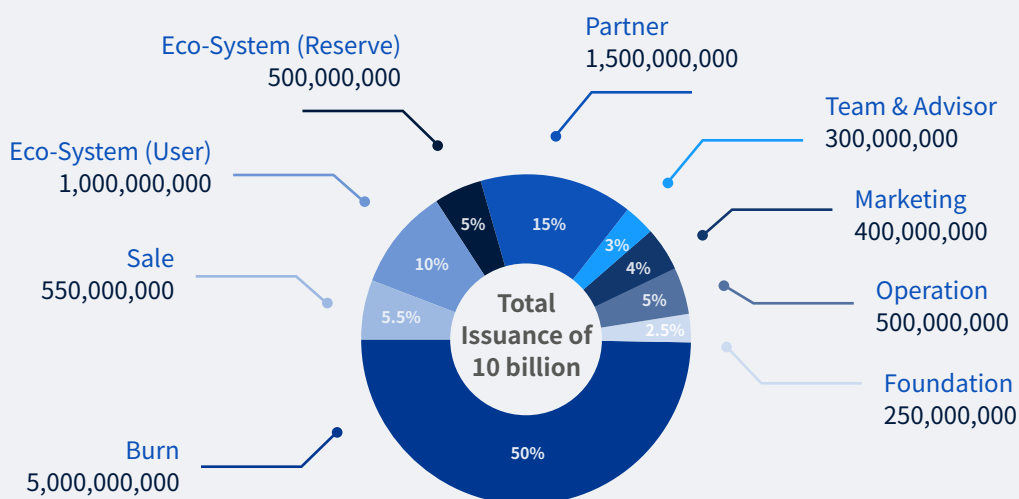 Partner
1,500,000,000
Eco-System (Reserve)
500,000,000
Team & Advisor
300,000,000
Eco-System (User)
1,000,000,000
Marketing
400,000,000
Sale
550,000,000
Operation
500,000,000
Foundation
250,000,000
Burn
5,000,000,000
5%
15%
3%
10%
4%
5%
5.5%
2.5%
50%
Total
Issuance of
10 billion